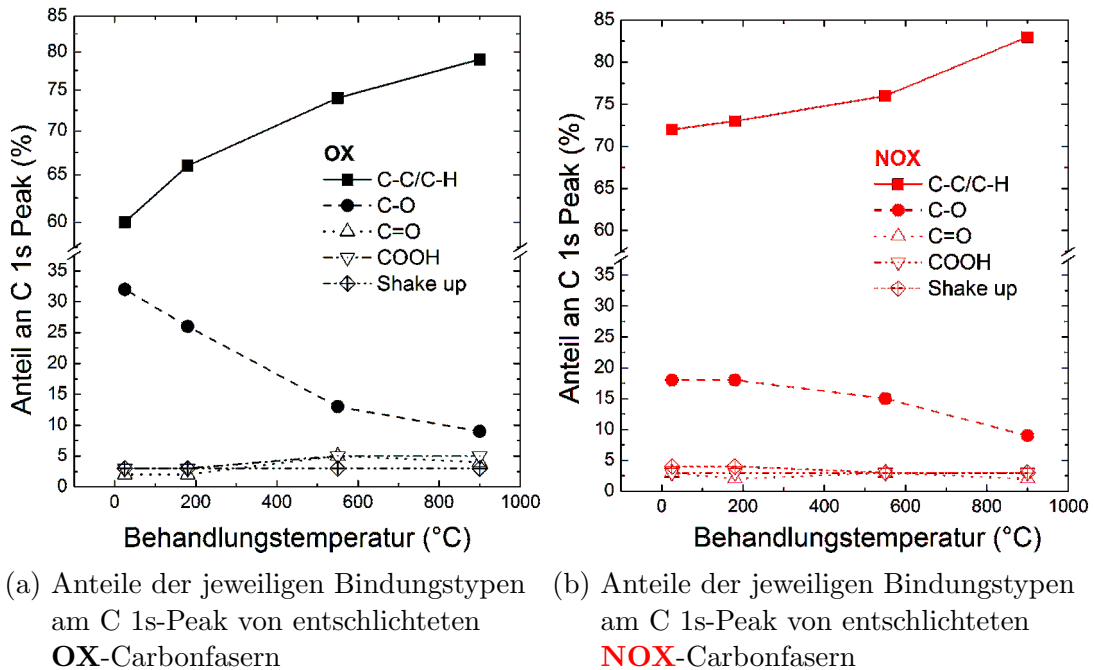 Anteil an C 1s Peak (%)
85
80
75
70
65
60
35
30
25
20
15
10
5
0
OX
C-C/C-H
C-O
C=O
COOH
Shake up
0 200 400 600 800 1000
Behandlungstemperatur (°C)
Anteil an C 1s Peak (%)
85
80
75
70
65
60
35
30
25
20
15
10
5
0
NOX
C-C/C-H
C-O
C=O
COOH
Shake up
0 200 400 600 800 1000
Behandlungstemperatur (°C)
(a) Anteile der jeweiligen Bindungstypen
am C 1s-Peak von entschlichteten
OX-Carbonfasern
(b) Anteile der jeweiligen Bindungstypen
am C 1s-Peak von entschlichteten
NOX-Carbonfasern